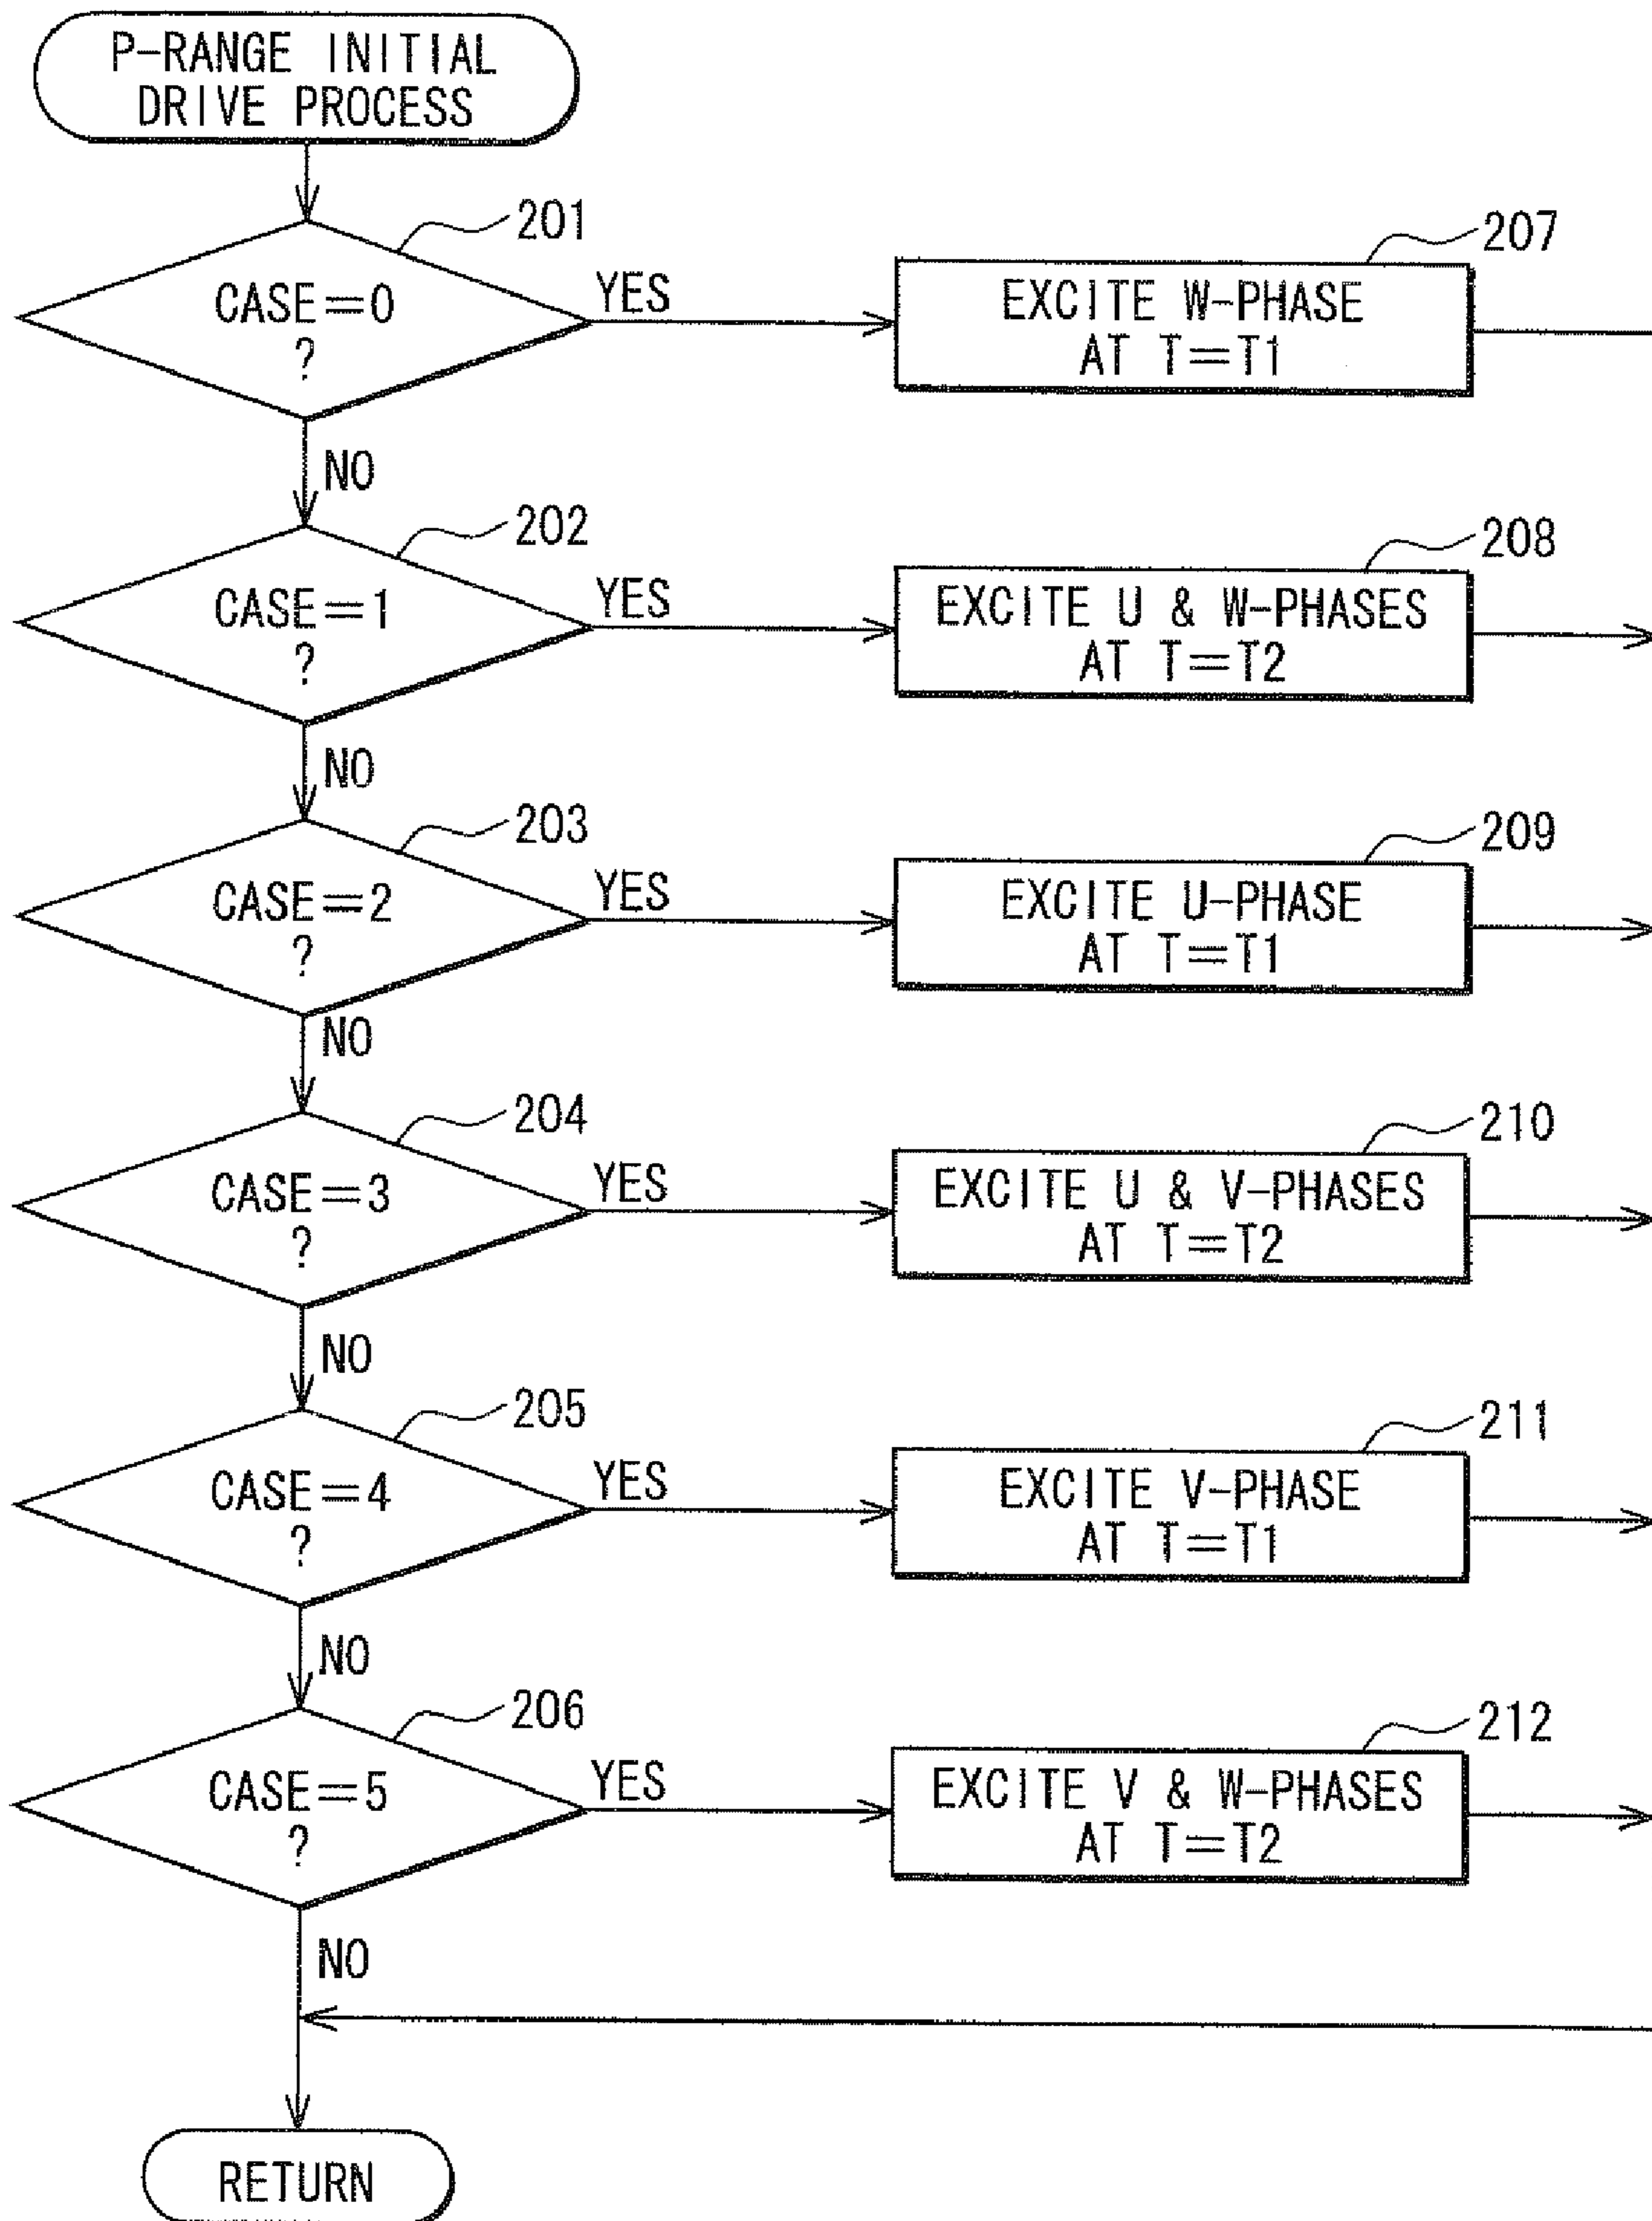 P-RANGE INITIAL
DRIVE PROCESS
201
CASE=0
?
YES
207
EXCITE W-PHASE
AT T=T1
NO
202
CASE=1
?
YES
208
EXCITE U & W-PHASES
AT T=T2
NO
203
CASE=2
?
YES
209
EXCITE U-PHASE
AT T=T1
NO
204
CASE=3
?
YES
210
EXCITE U & V-PHASES
AT T=T2
NO
205
CASE=4
?
YES
211
EXCITE V-PHASE
AT T=T1
NO
206
CASE=5
?
YES
212
EXCITE V & W-PHASES
AT T=T2
NO
RETURN